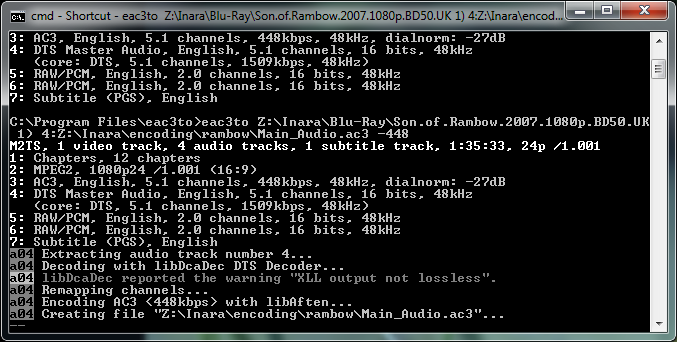 cmd - Shortcut - eac3to  Z:\Inara\Blu-Ray\Son.of.Rambow.2007.1080p.BD50.UK 1) 4:Z:\Inara\encod...
3: AC3, English, 5.1 channels, 448kbps, 48kHz, dialnorm: -27dB
4: DTS Master Audio, English, 5.1 channels, 16 bits, 48kHz
(core: DTS, 5.1 channels, 1509kbps, 48kHz)
5: RAW/PCM, English, 2.0 channels, 16 bits, 48kHz
6: RAW/PCM, English, 2.0 channels, 16 bits, 48kHz
7: Subtitle (PGS), English
C:\Program Files\eac3to>eac3to Z:\Inara\Blu-Ray\Son.of.Rambow.2007.1080p.BD50.UK
1) 4:Z:\Inara\encoding\rambow\Main_Audio.ac3 -448
M2TS, 1 video track, 4 audio tracks, 1 subtitle track, 1:35:33, 24p /1.001
1: Chapters, 12 chapters
2: MPEG2, 1080p24 /1.001 (16:9)
3: AC3, English, 5.1 channels, 448kbps, 48kHz, dialnorm: -27dB
4: DTS Master Audio, English, 5.1 channels, 16 bits, 48kHz
(core: DTS, 5.1 channels, 1509kbps, 48kHz)
5: RAW/PCM, English, 2.0 channels, 16 bits, 48kHz
6: RAW/PCM, English, 2.0 channels, 16 bits, 48kHz
7: Subtitle (PGS), English
a04 Extracting audio track number 4...
a04 Decoding with libDcaDec DTS Decoder...
a04 libDcaDec reported the warning "XLL output not lossless".
a04 Remapping channels...
a04 Encoding AC3 <448kbps> with libAften...
a04 Creating file "Z:\Inara\encoding\rambow\Main_Audio.ac3"...
--